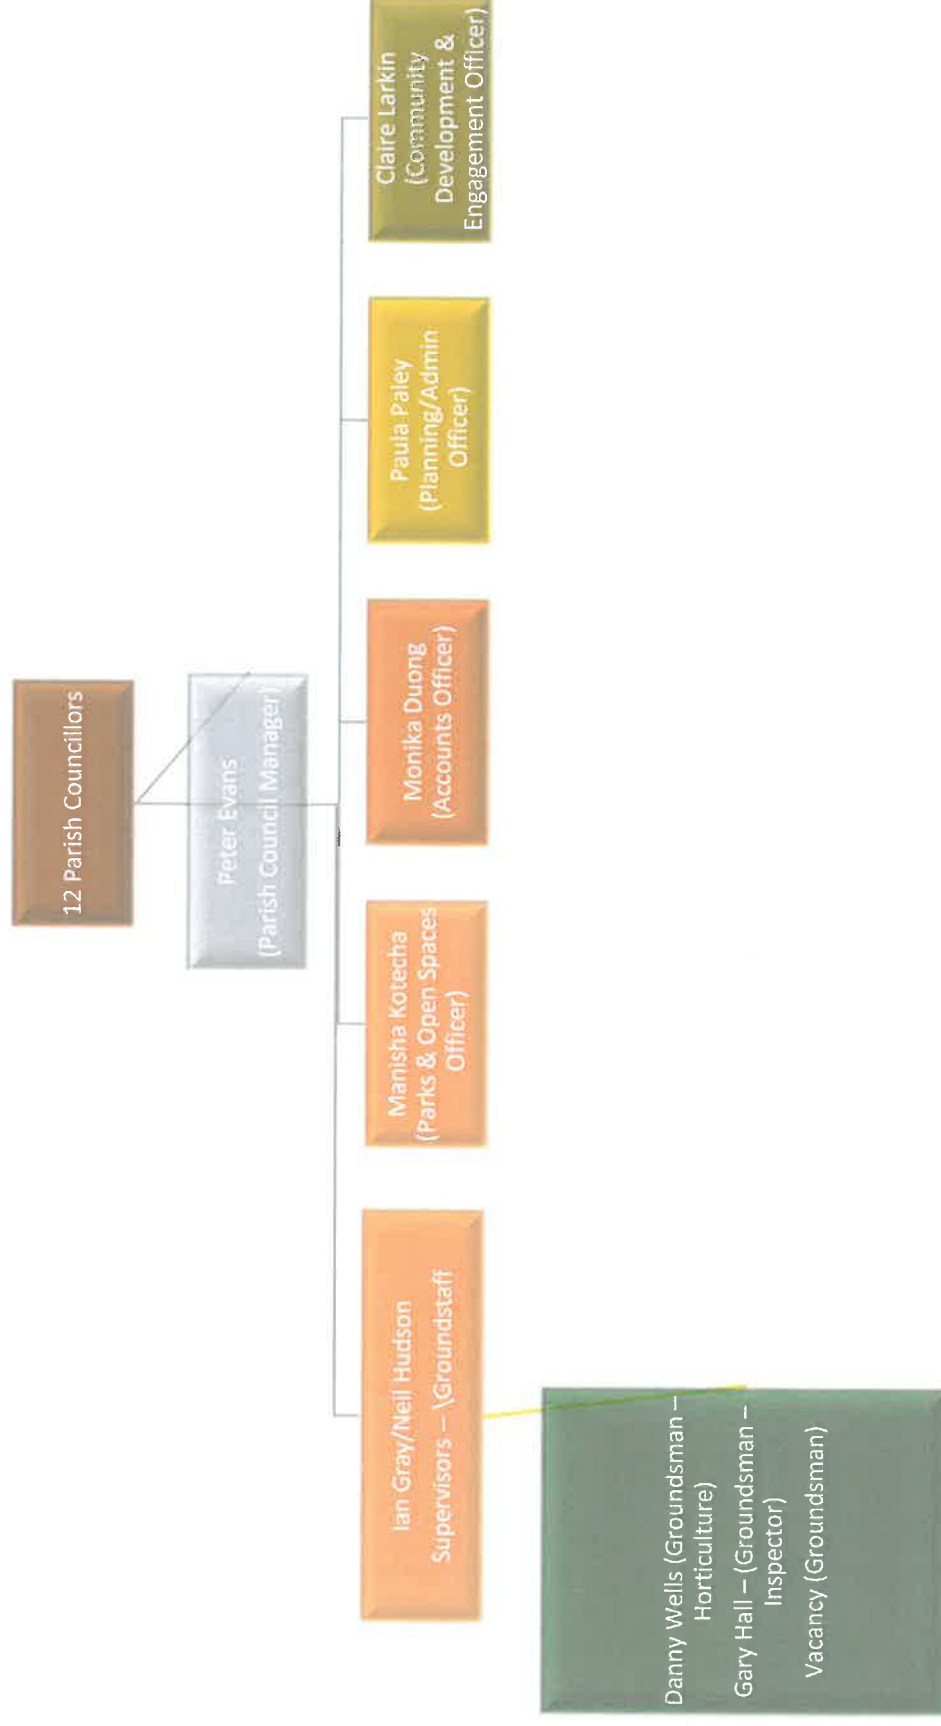 12 Parish Councillors
Peter Evans
(Parish Council Manager)
Ian Gray/Neil Hudson
Supervisors – \Groundstaff
Manisha Kotecha
(Parks & Open Spaces
Officer)
Monika Duong
(Accounts Officer)
Paula Paley
(Planning/Admin
Officer)
Claire Larkin
(Community
Development &
Engagement Officer)
Danny Wells (Groundsman –
Horticulture)
Gary Hall – (Groundsman –
Inspector)
Vacancy (Groundsman)